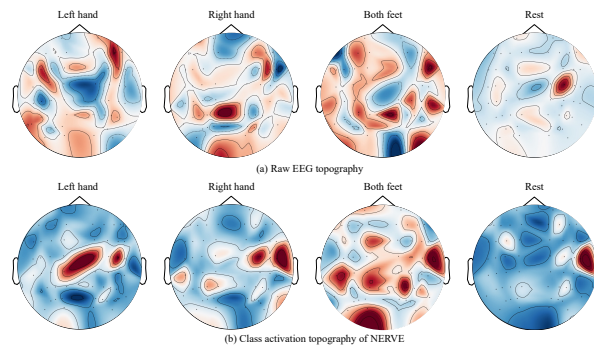 Left hand Right hand Both feet Rest
(a) Raw EEG topography
Left hand Right hand Both feet Rest
(b) Class activation topography of NERVE